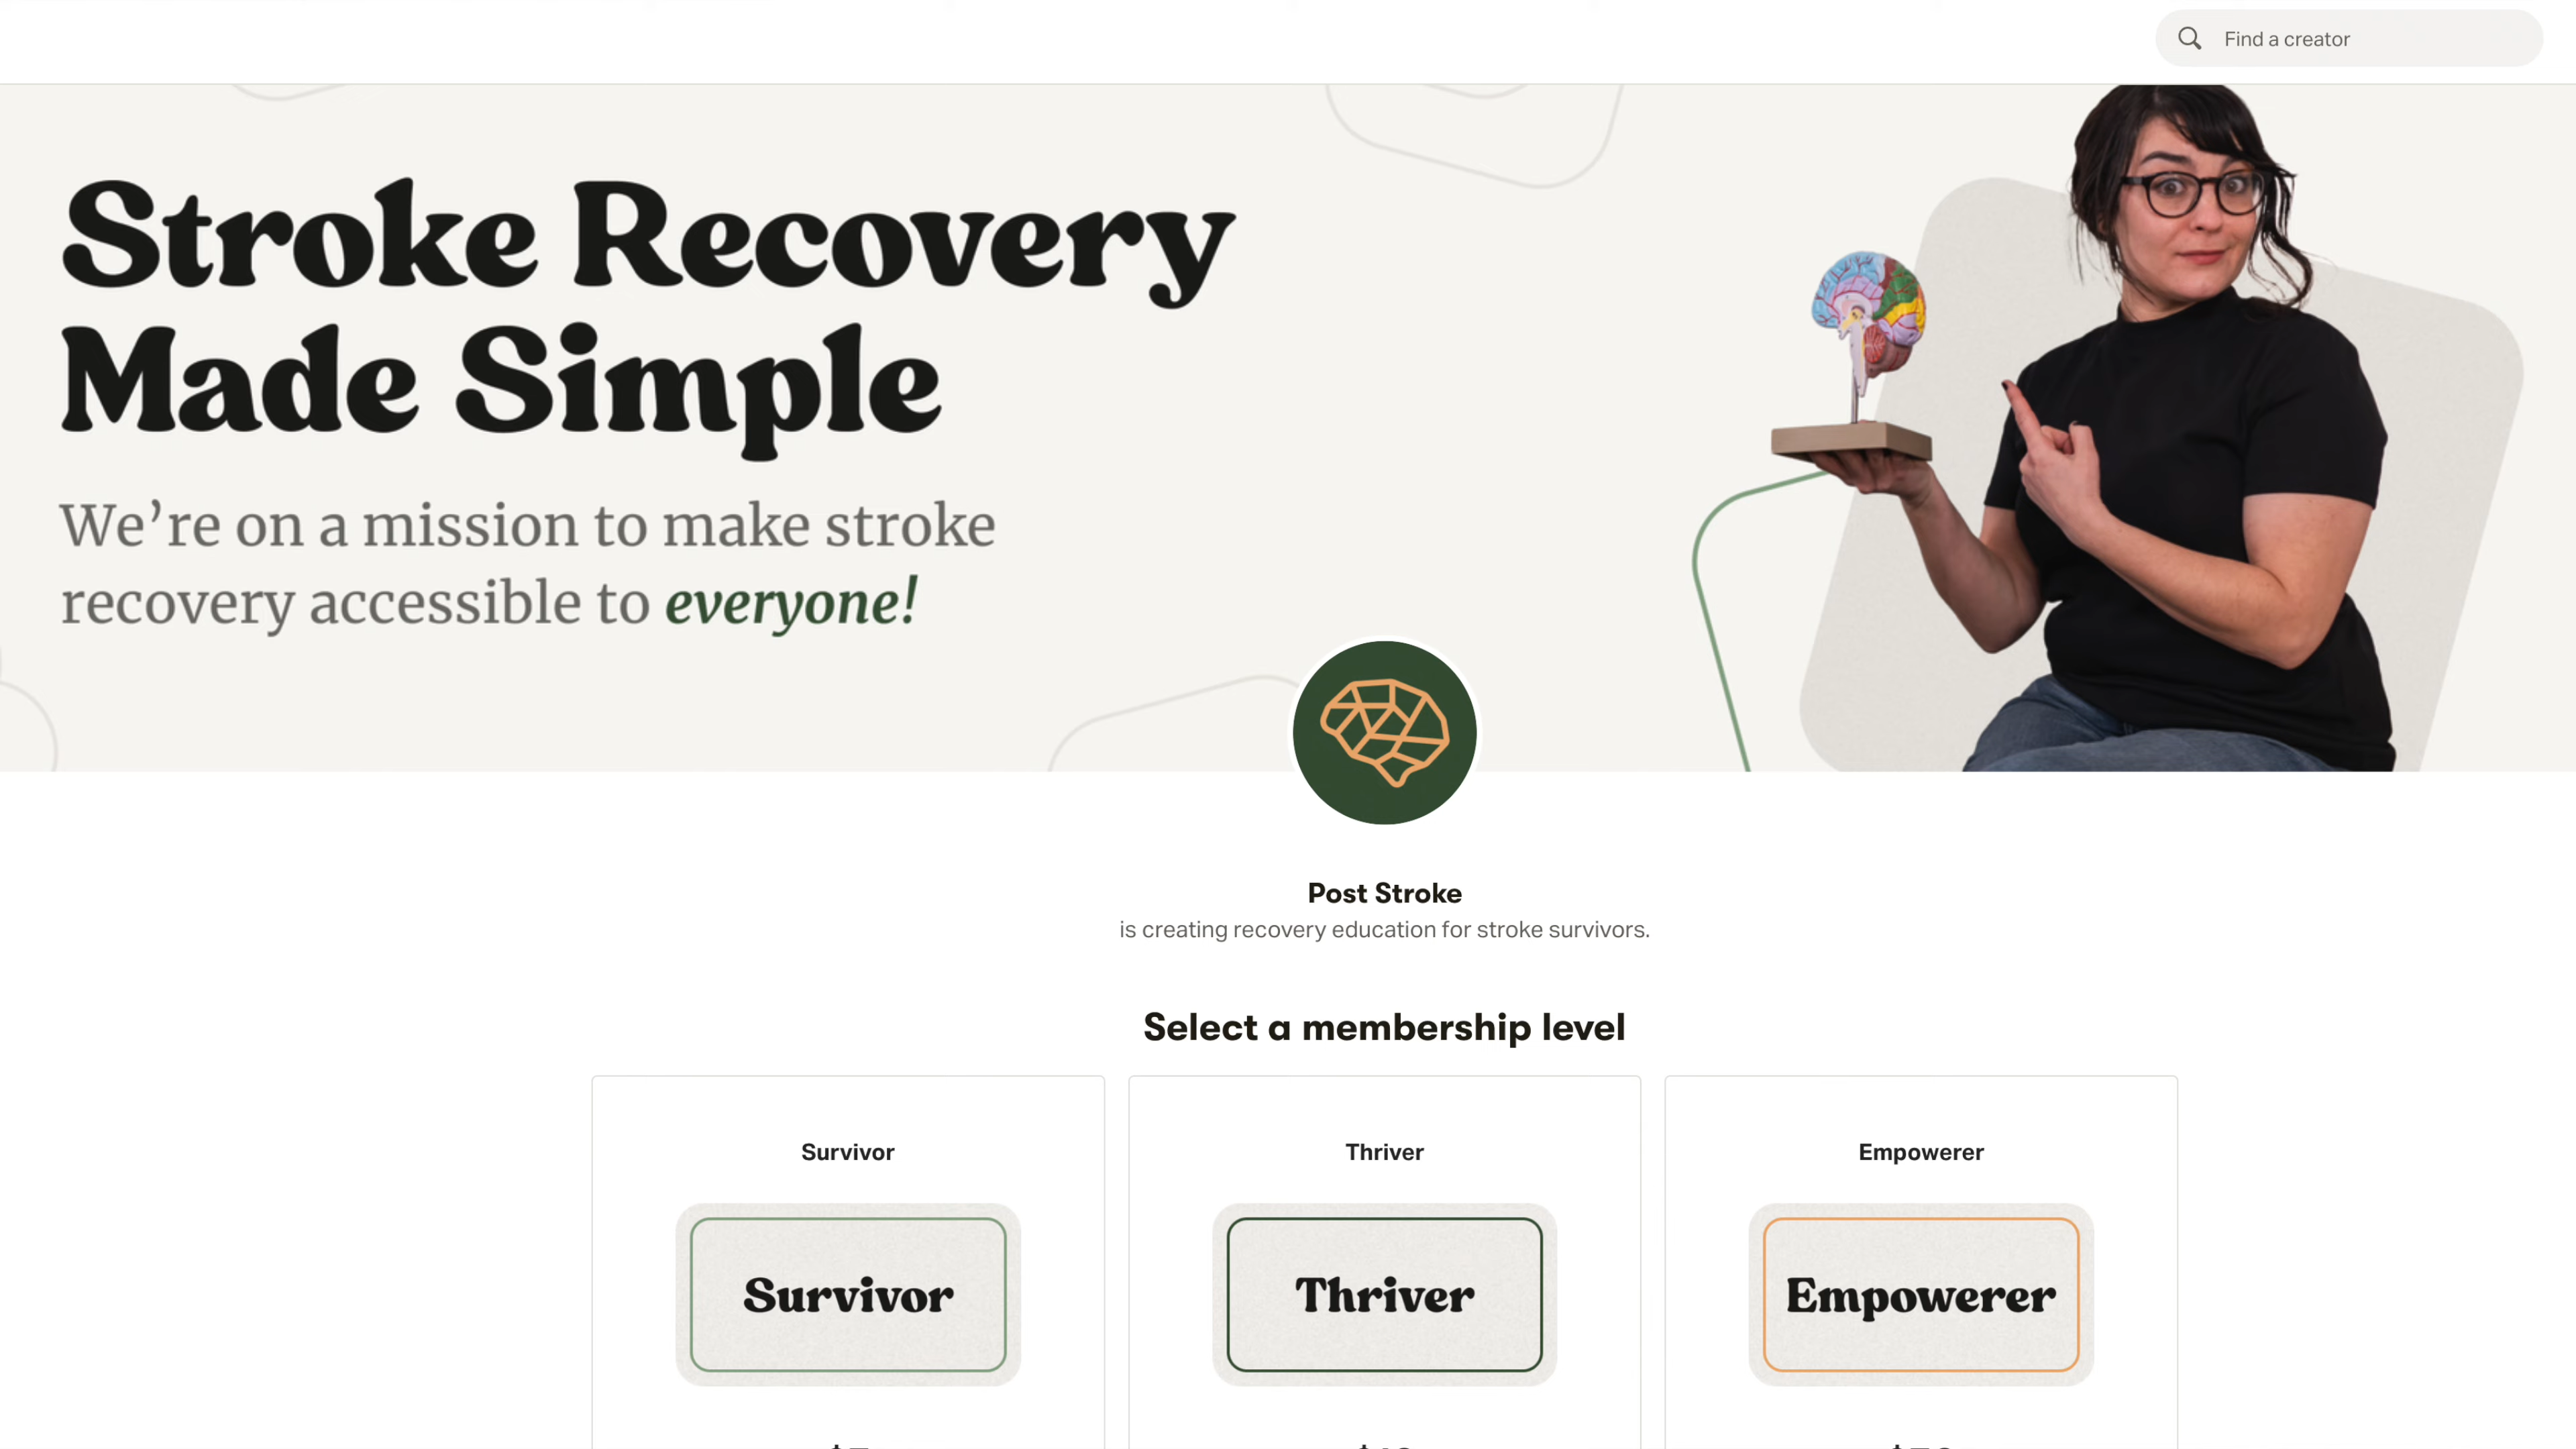 Find a creator
Stroke Recovery
Made Simple
We’re on a mission to make stroke
recovery accessible to everyone!
Post Stroke
is creating recovery education for stroke survivors.
Select a membership level
Survivor
Thriver
Empowerer
Survivor
Thriver
Empowerer